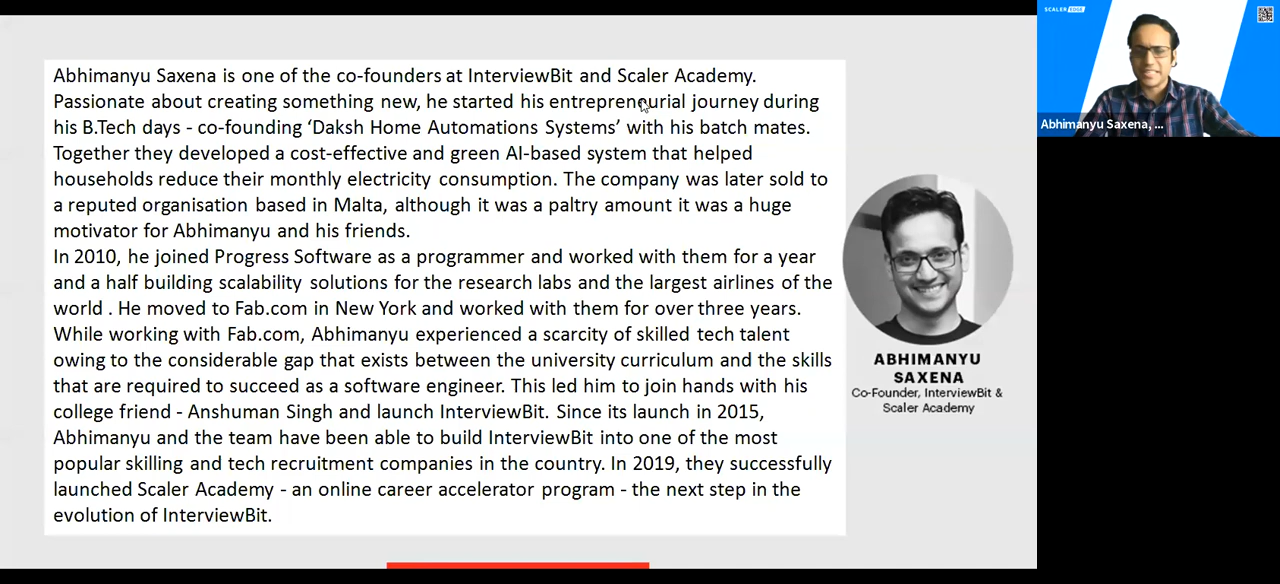 Abhimanyu Saxena is one of the co-founders at InterviewBit and Scaler Academy.
Passionate about creating something new, he started his entrepreneurial journey during
his B.Tech days - co-founding ‘Daksh Home Automations Systems’ with his batch mates.
Together they developed a cost-effective and green AI-based system that helped
households reduce their monthly electricity consumption. The company was later sold to
a reputed organisation based in Malta, although it was a paltry amount it was a huge
motivator for Abhimanyu and his friends.
In 2010, he joined Progress Software as a programmer and worked with them for a year
and a half building scalability solutions for the research labs and the largest airlines of the
world . He moved to Fab.com in New York and worked with them for over three years.
While working with Fab.com, Abhimanyu experienced a scarcity of skilled tech talent
owing to the considerable gap that exists between the university curriculum and the skills
that are required to succeed as a software engineer. This led him to join hands with his
college friend - Anshuman Singh and launch InterviewBit. Since its launch in 2015,
Abhimanyu and the team have been able to build InterviewBit into one of the most
popular skilling and tech recruitment companies in the country. In 2019, they successfully
launched Scaler Academy - an online career accelerator program - the next step in the
evolution of InterviewBit.
ABHIMANYU
SAXENA
Co-Founder, InterviewBit &
Scaler Academy
SCALER EDGE
Abhimanyu Saxena, ...